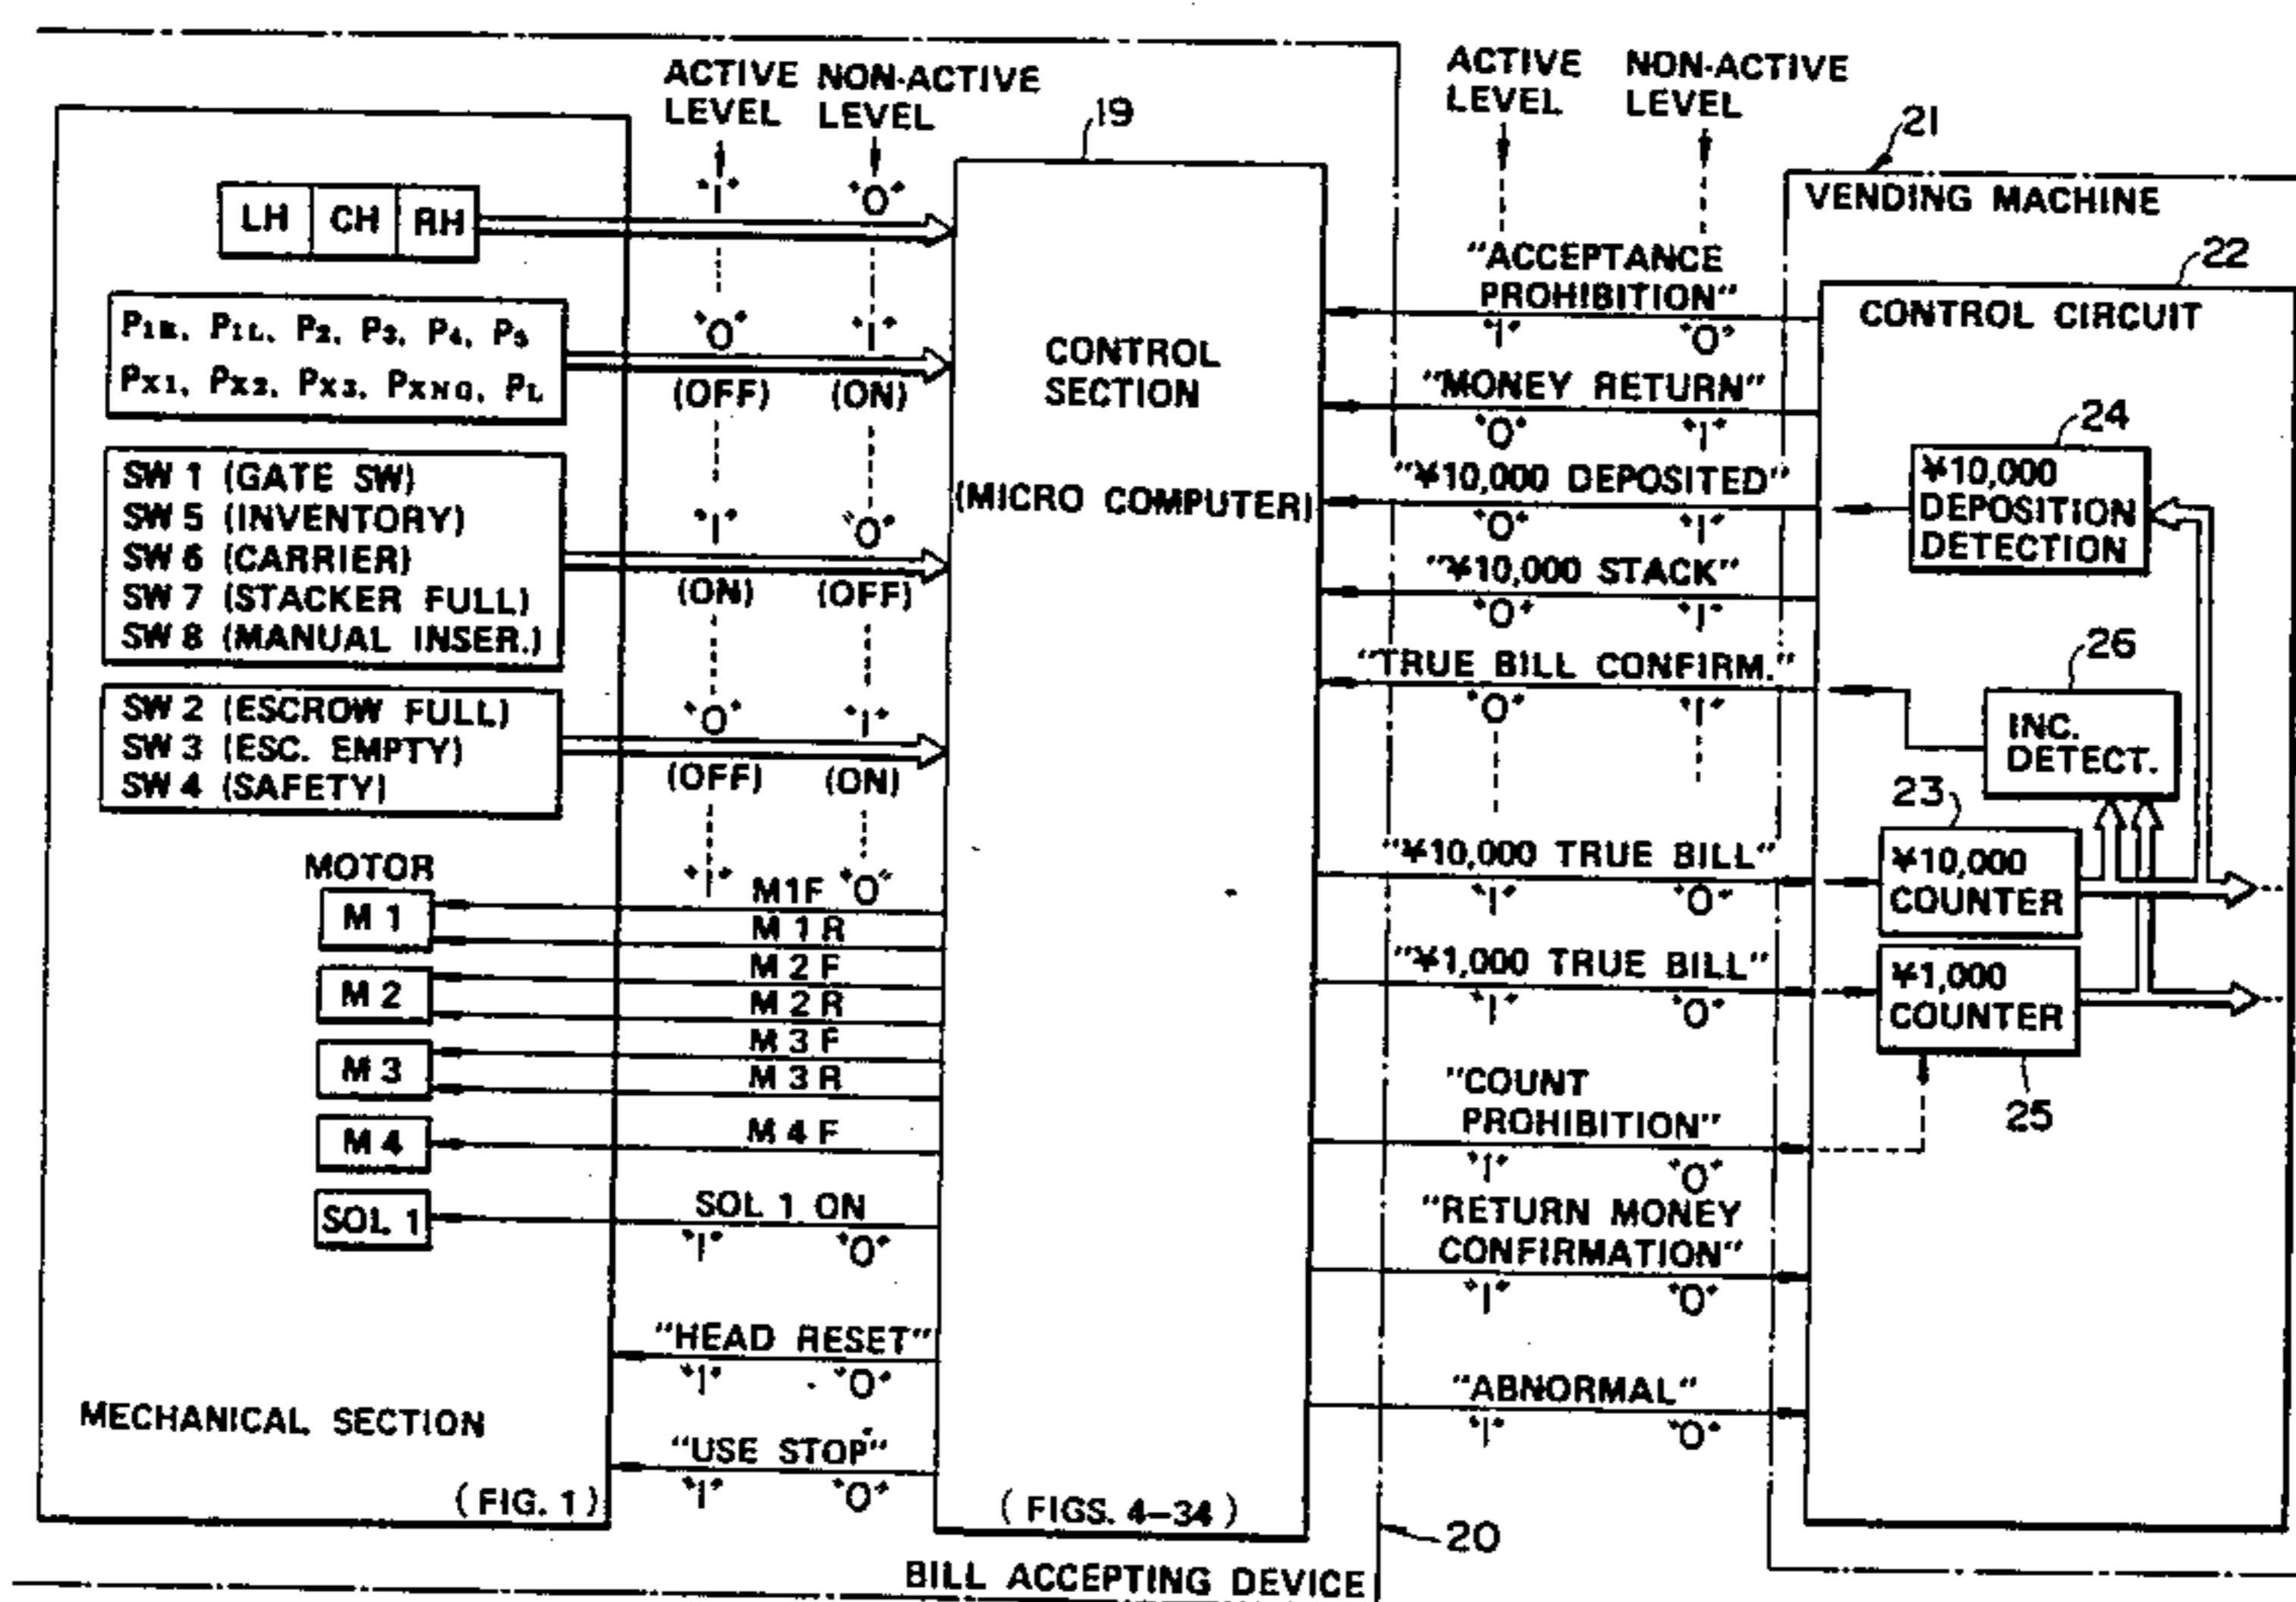 ACTIVE LEVEL
NON-ACTIVE LEVEL
19
ACTIVE LEVEL
NON-ACTIVE LEVEL
21
VENDING MACHINE
22
CONTROL CIRCUIT
LH CH RH
"1" "0"
P1R, P1L, P2, P3, P4, P5
PX1, PX2, PX3, PXNG, PL
"0" "1"
(OFF) (ON)
SW 1 (GATE SW)
SW 5 (INVENTORY)
SW 6 (CARRIER)
SW 7 (STACKER FULL)
SW 8 (MANUAL INSER.)
"1" "0"
(ON) (OFF)
SW 2 (ESCROW FULL)
SW 3 (ESC. EMPTY)
SW 4 (SAFETY)
"0" "1"
(OFF) (ON)
MOTOR
"1" "0"
M 1
M1F
M 1 R
M 2
M 2 F
M 2 R
M 3
M 3 F
M 3 R
M 4
M 4 F
SOL 1
SOL 1 ON
"1" "0"
"HEAD RESET"
"1" "0"
"USE STOP"
"1" "0"
MECHANICAL SECTION
(FIG. 1)
CONTROL
SECTION
(MICRO COMPUTER)
(FIGS. 4–34)
"ACCEPTANCE
PROHIBITION"
"1" "0"
"MONEY RETURN"
"0" "1"
"¥10,000 DEPOSITED"
"0" "1"
"¥10,000 STACK"
"0" "1"
"TRUE BILL CONFIRM."
"0" "1"
"¥10,000 TRUE BILL"
"1" "0"
"¥1,000 TRUE BILL"
"1" "0"
"COUNT
PROHIBITION"
"1" "0"
"RETURN MONEY
CONFIRMATION"
"1" "0"
"ABNORMAL"
"1" "0"
24
¥10,000
DEPOSITION
DETECTION
26
INC.
DETECT.
23
¥10,000
COUNTER
¥1,000
COUNTER
25
20
BILL ACCEPTING DEVICE